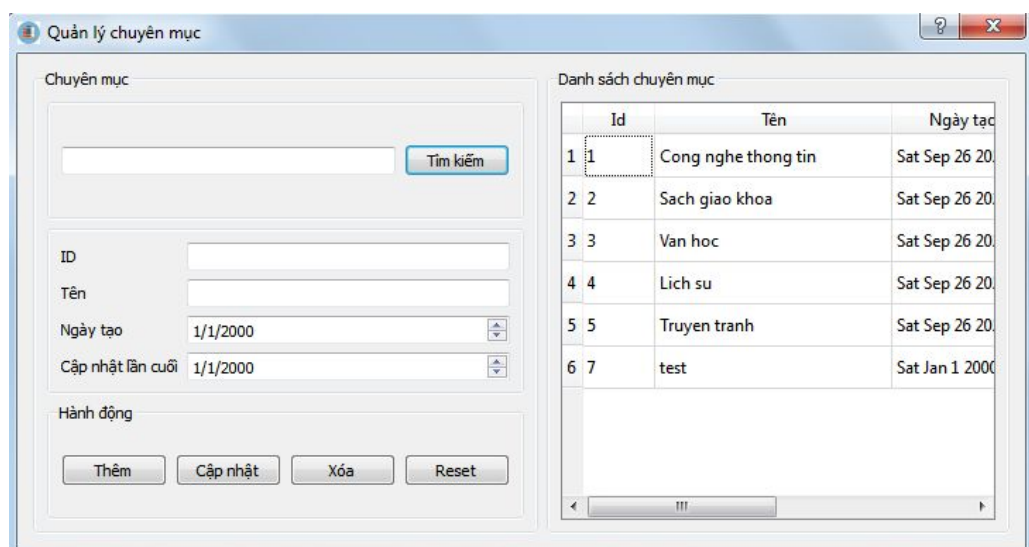 Quản lý chuyên mục
Chuyên mục
Tìm kiếm
ID
Tên
Ngày tạo 1/1/2000
Cập nhật lần cuối 1/1/2000
Hành động
Thêm Cập nhật Xóa Reset
Danh sách chuyên mục
Id Tên Ngày tạo
1 1 Cong nghe thong tin Sat Sep 26 20
2 2 Sach giao khoa Sat Sep 26 20
3 3 Van hoc Sat Sep 26 20
4 4 Lich su Sat Sep 26 20
5 5 Truyen tranh Sat Sep 26 20
6 7 test Sat Jan 1 2000